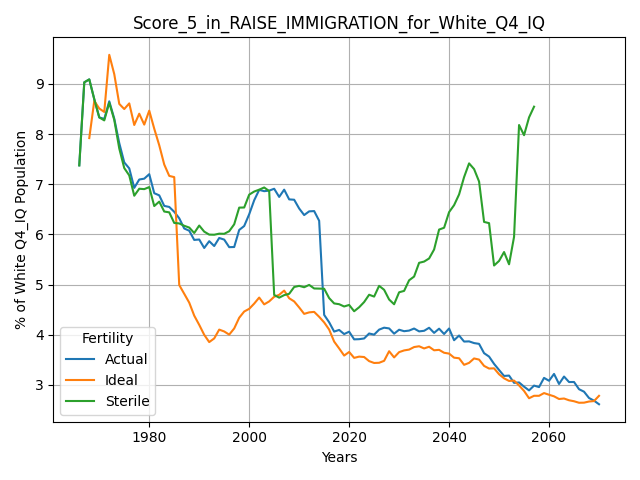 Score_5_in_RAISE_IMMIGRATION_for_White_Q4_IQ
% of White Q4_IQ Population
9
8
7
6
5
4
3
Fertility
Actual
Ideal
Sterile
1980 2000 2020 2040 2060
Years